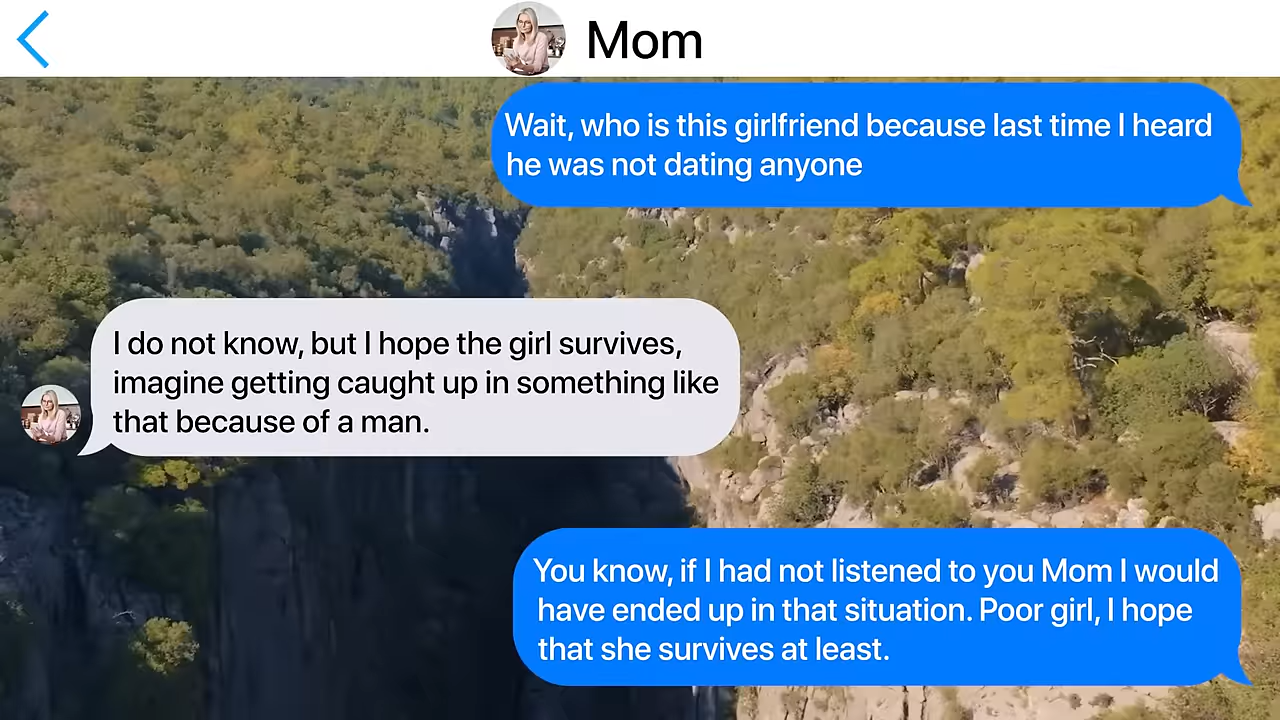 Mom
Wait, who is this girlfriend because last time I heard
he was not dating anyone
I do not know, but I hope the girl survives,
imagine getting caught up in something like
that because of a man.
You know, if I had not listened to you Mom I would
have ended up in that situation. Poor girl, I hope
that she survives at least.